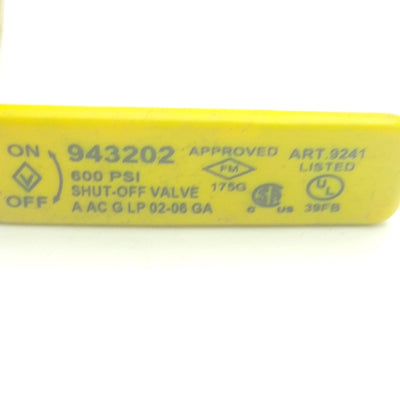 ON 943202 APPROVED ART.9241
LISTED
600 PSI FM
SHUT-OFF VALVE 175G UL
OFF A AC G LP 02-06 GA C US 39FB